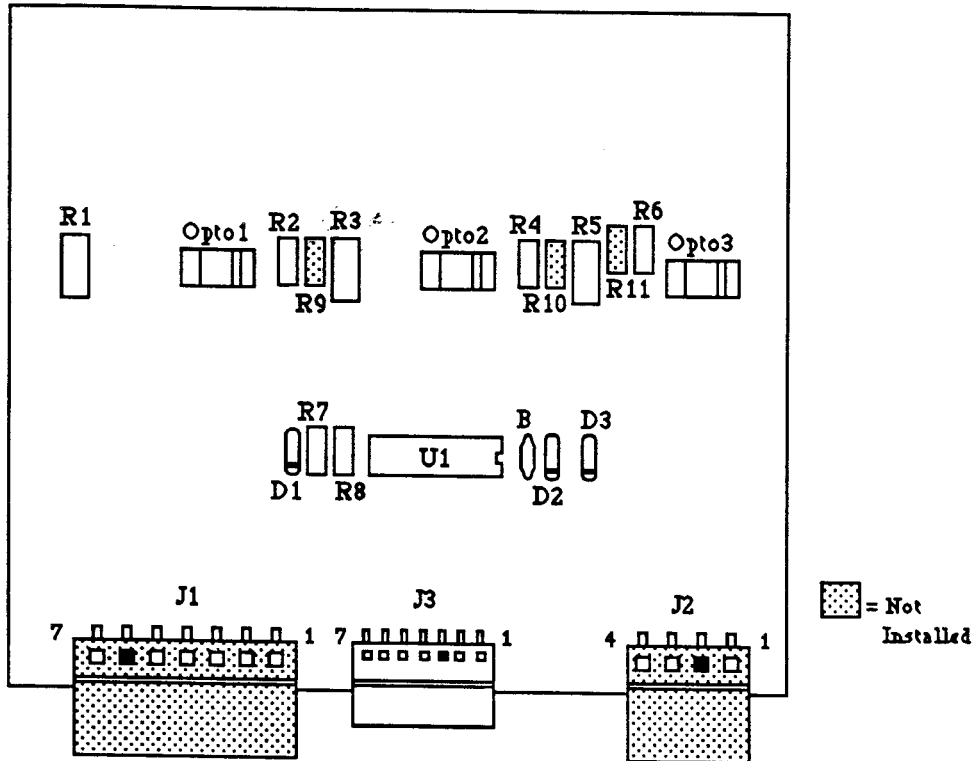 R1
Opto1
R2
R9
R3
Opto2
R4
R10
R5
R11
R6
Opto3
D1
R7
R8
U1
B
D2
D3
J1
7
1
J3
7
1
J2
4
1
= Not
Installed